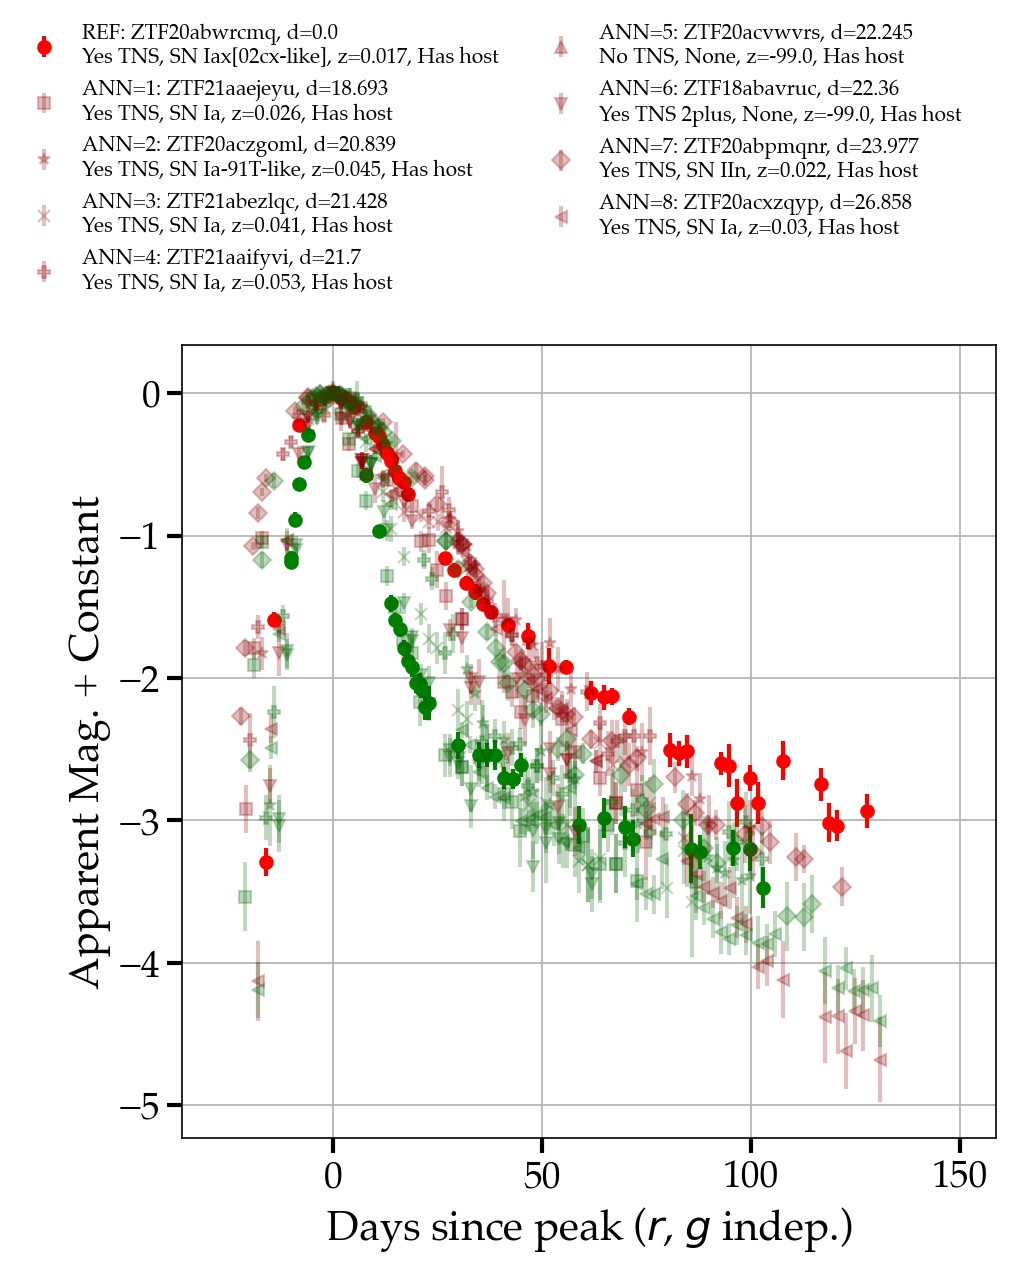 REF: ZTF20abwrcmq, d=0.0
Yes TNS, SN Iax[02cx-like], z=0.017, Has host
ANN=1: ZTF21aaejeyu, d=18.693
Yes TNS, SN Ia, z=0.026, Has host
ANN=2: ZTF20aczgoml, d=20.839
Yes TNS, SN Ia-91T-like, z=0.045, Has host
ANN=3: ZTF21abezlqc, d=21.428
Yes TNS, SN Ia, z=0.041, Has host
ANN=4: ZTF21aaifyvi, d=21.7
Yes TNS, SN Ia, z=0.053, Has host
ANN=5: ZTF20acvwvrs, d=22.245
No TNS, None, z=-99.0, Has host
ANN=6: ZTF18abavruc, d=22.36
Yes TNS 2plus, None, z=-99.0, Has host
ANN=7: ZTF20abpmqnr, d=23.977
Yes TNS, SN IIn, z=0.022, Has host
ANN=8: ZTF20acxzqyp, d=26.858
Yes TNS, SN Ia, z=0.03, Has host
Apparent Mag. + Constant
0
−1
−2
−3
−4
−5
0
50
100
150
Days since peak (r, g indep.)